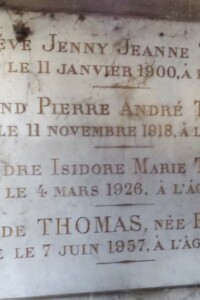 ÈVE JENNY JEANNE
LE 11 JANVIER 1900, À
ND PIERRE ANDRÉ T
LE 11 NOVEMBRE 1918, À L
DRE ISIDORE MARIE T
LE 4 MARS 1926, À L'ÂG
DE THOMAS, NÉE
E LE 7 JUIN 1957, À L'ÂG